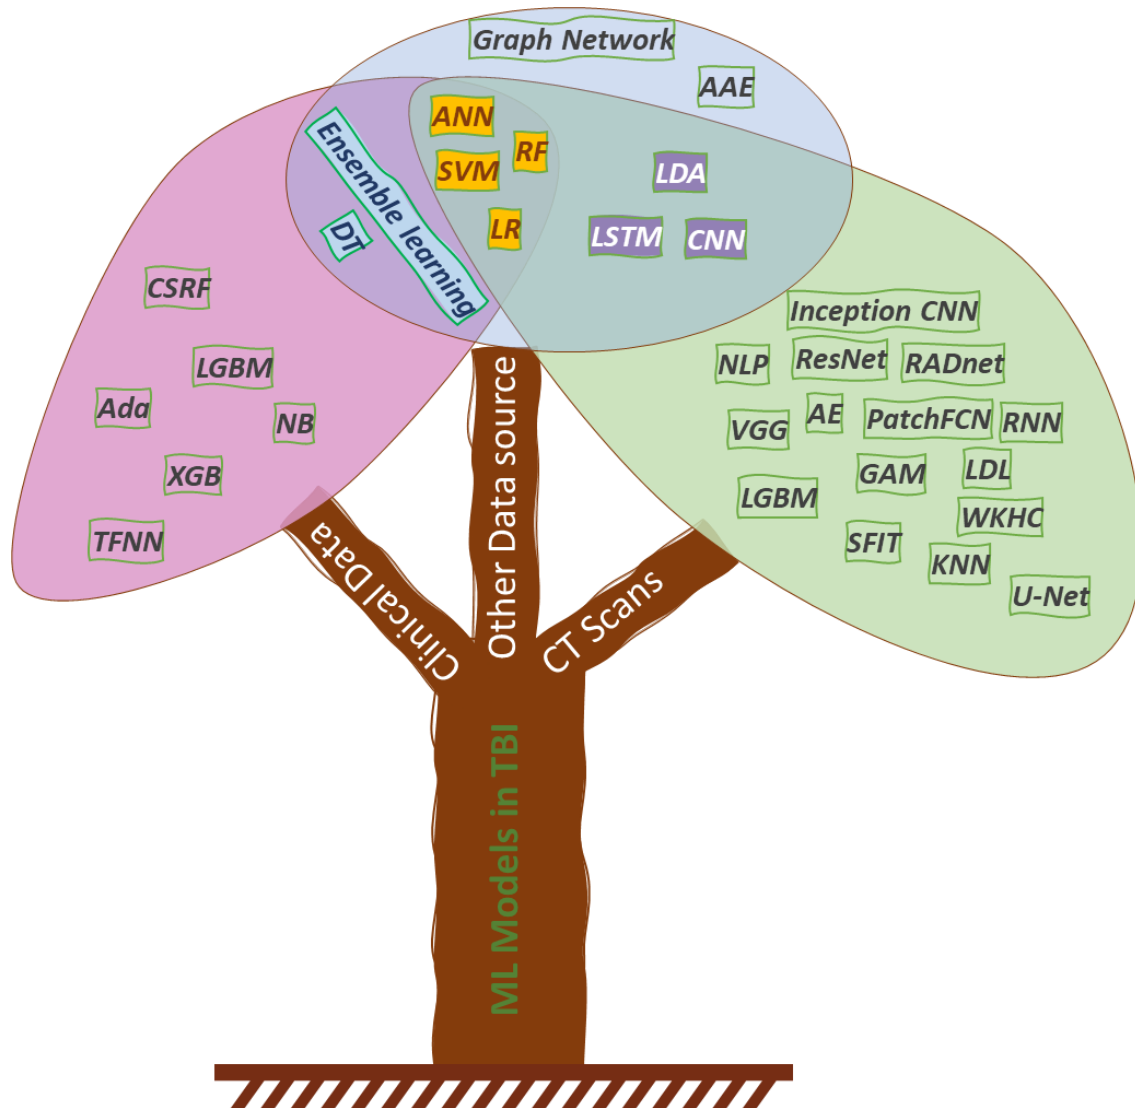 Graph Network
AAE
ANN
RF
SVM
LR
Ensemble learning
DT
LDA
LSTM
CNN
CSRF
LGBM
Ada
NB
XGB
TFNN
Inception CNN
NLP
ResNet
RADnet
VGG
AE
PatchFCN
RNN
GAM
LDL
LGBM
WKHC
SFIT
KNN
U-Net
Clinical Data
Other Data source
CT Scans
ML Models in TBI